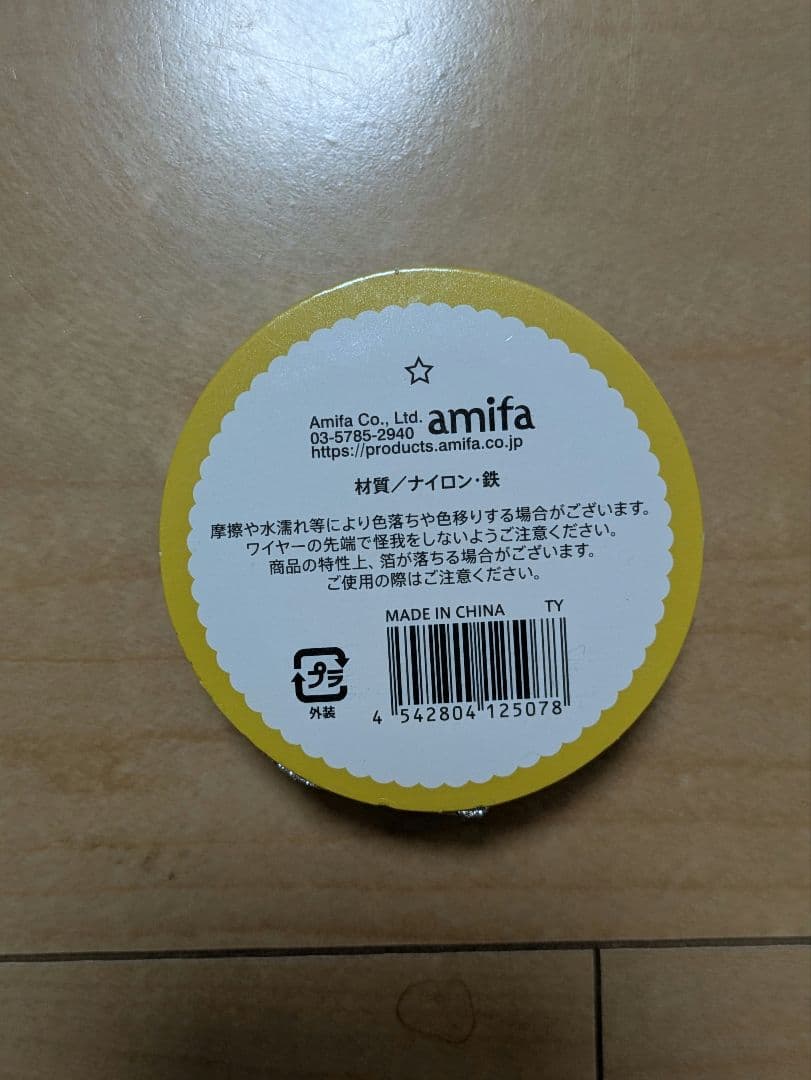 Amifa Co., Ltd. amifa
03-5785-2940
https://products.amifa.co.jp
材質／ナイロン・鉄
摩擦や水濡れ等により色落ちや色移りする場合がございます。
ワイヤーの先端で怪我をしないようご注意ください。
商品の特性上、箔が落ちる場合がございます。
ご使用の際はご注意ください。
MADE IN CHINA TY
プラ
外装
4 542804 125078